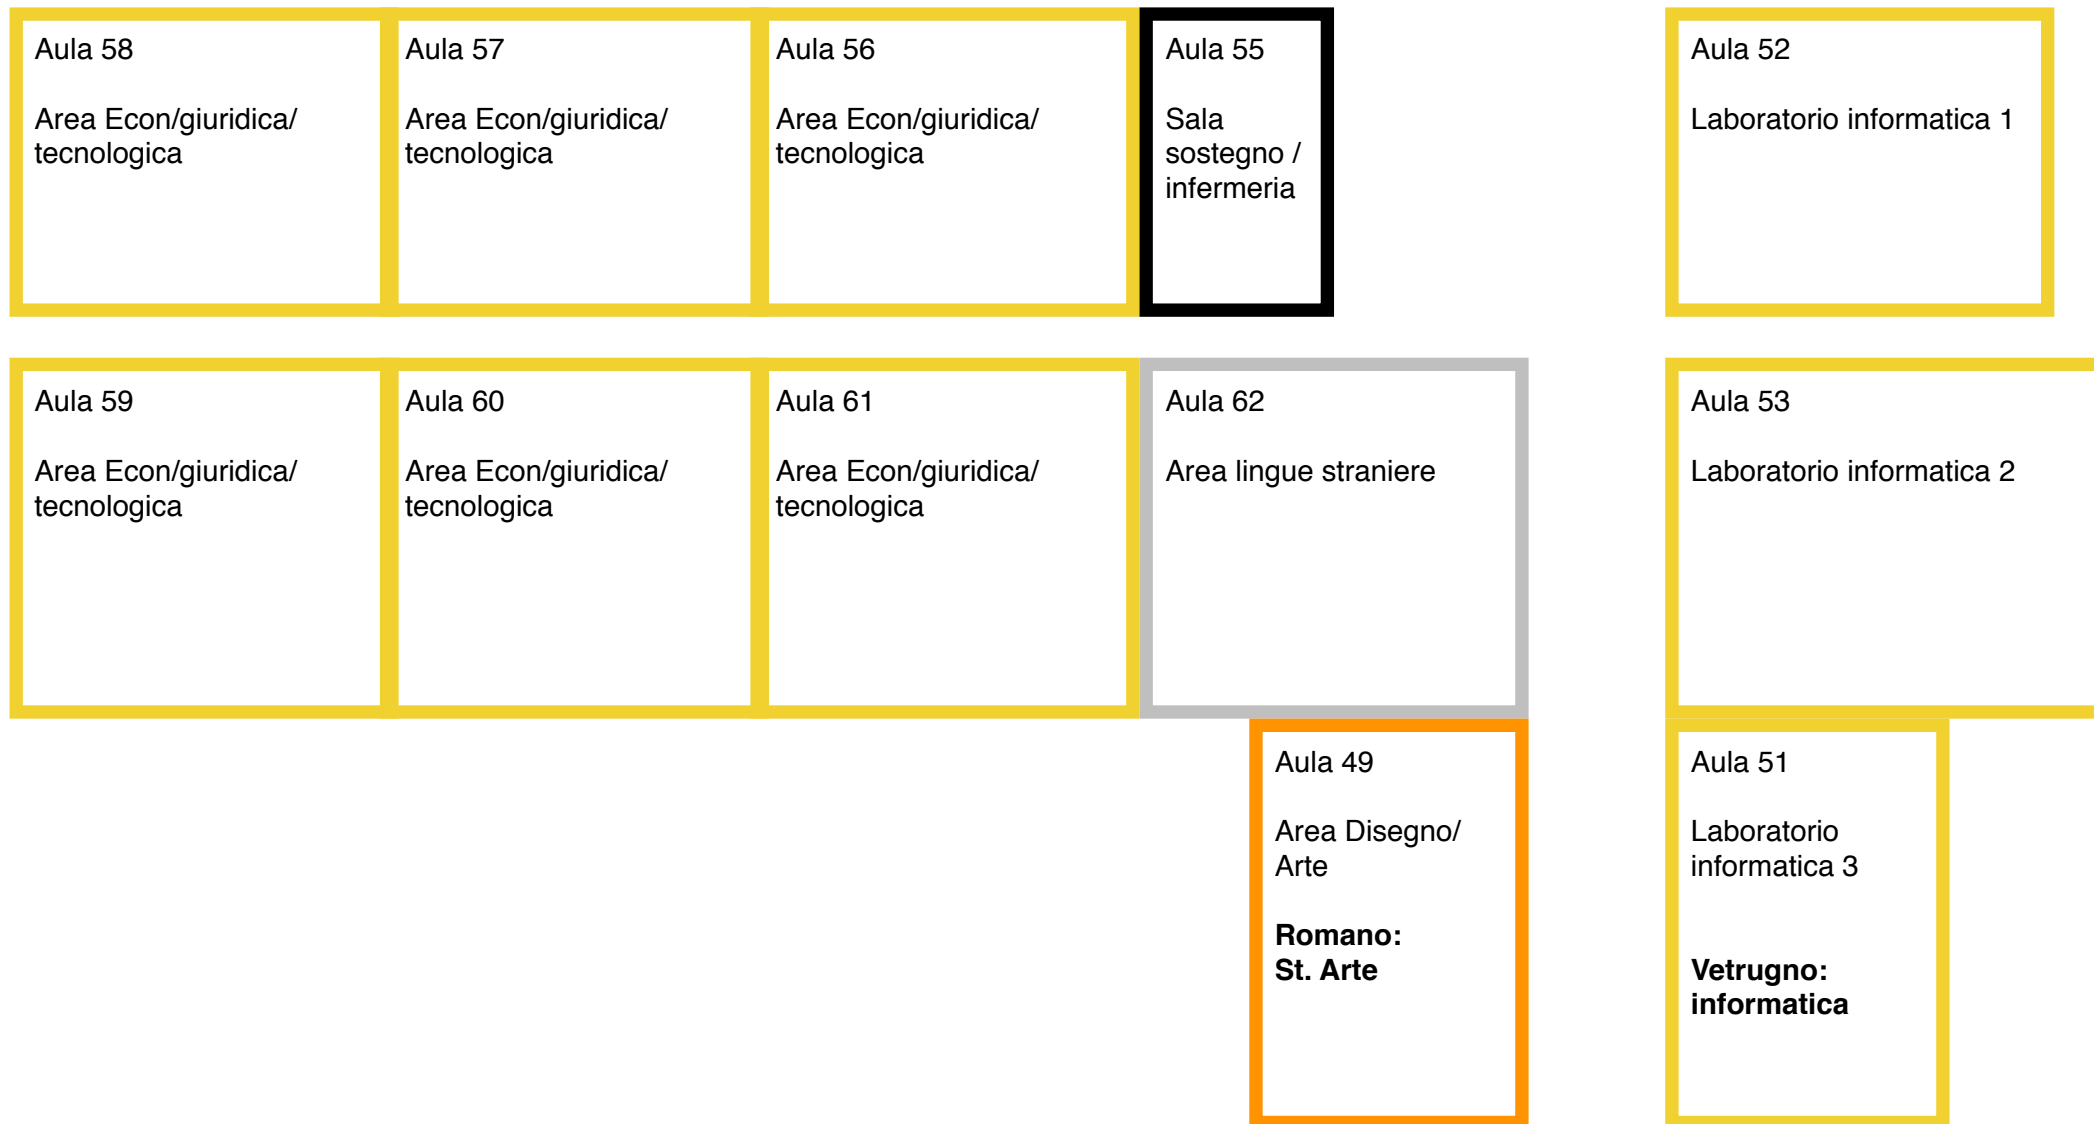 Aula 58
Area Econ/giuridica/
tecnologica
Aula 57
Area Econ/giuridica/
tecnologica
Aula 56
Area Econ/giuridica/
tecnologica
Aula 55
Sala
sostegno /
infermeria
Aula 52
Laboratorio informatica 1
Aula 59
Area Econ/giuridica/
tecnologica
Aula 60
Area Econ/giuridica/
tecnologica
Aula 61
Area Econ/giuridica/
tecnologica
Aula 62
Area lingue straniere
Aula 53
Laboratorio informatica 2
Aula 49
Area Disegno/
Arte
Romano:
St. Arte
Aula 51
Laboratorio
informatica 3
Vetrugno:
informatica